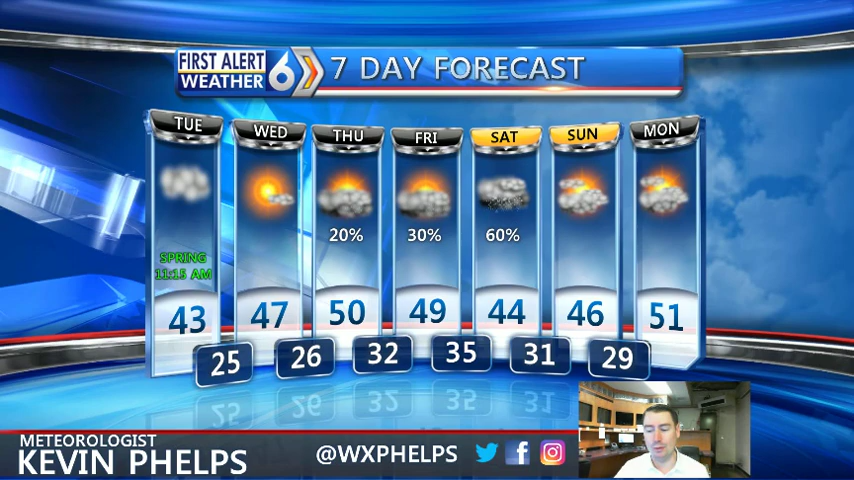 FIRST ALERT
WEATHER 6
7 DAY FORECAST
TUE WED THU FRI SAT SUN MON
20% 30% 60%
SPRING
11:15 AM
43 47 50 49 44 46 51
25 26 32 35 31 29
METEOROLOGIST
KEVIN PHELPS
@WXPHELPS